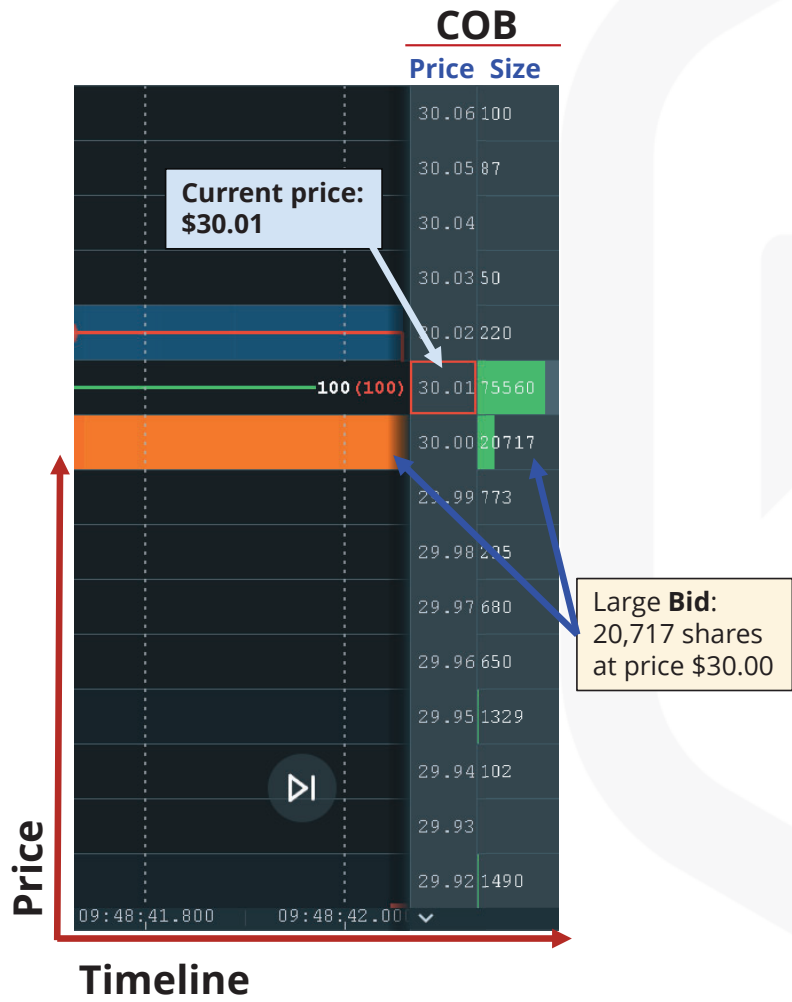 COB
Price Size
30.06 100
30.05 87
Current price:
$30.01
30.04
30.03 50
30.02 220
100 (100) 30.01 75560
30.00 20717
29.99 773
29.98
29.97 680
Large Bid:
20,717 shares
at price $30.00
29.96 650
29.95 1329
29.94 102
29.93
29.92 1490
Price
09:48:41.800 09:48:42.00
Timeline